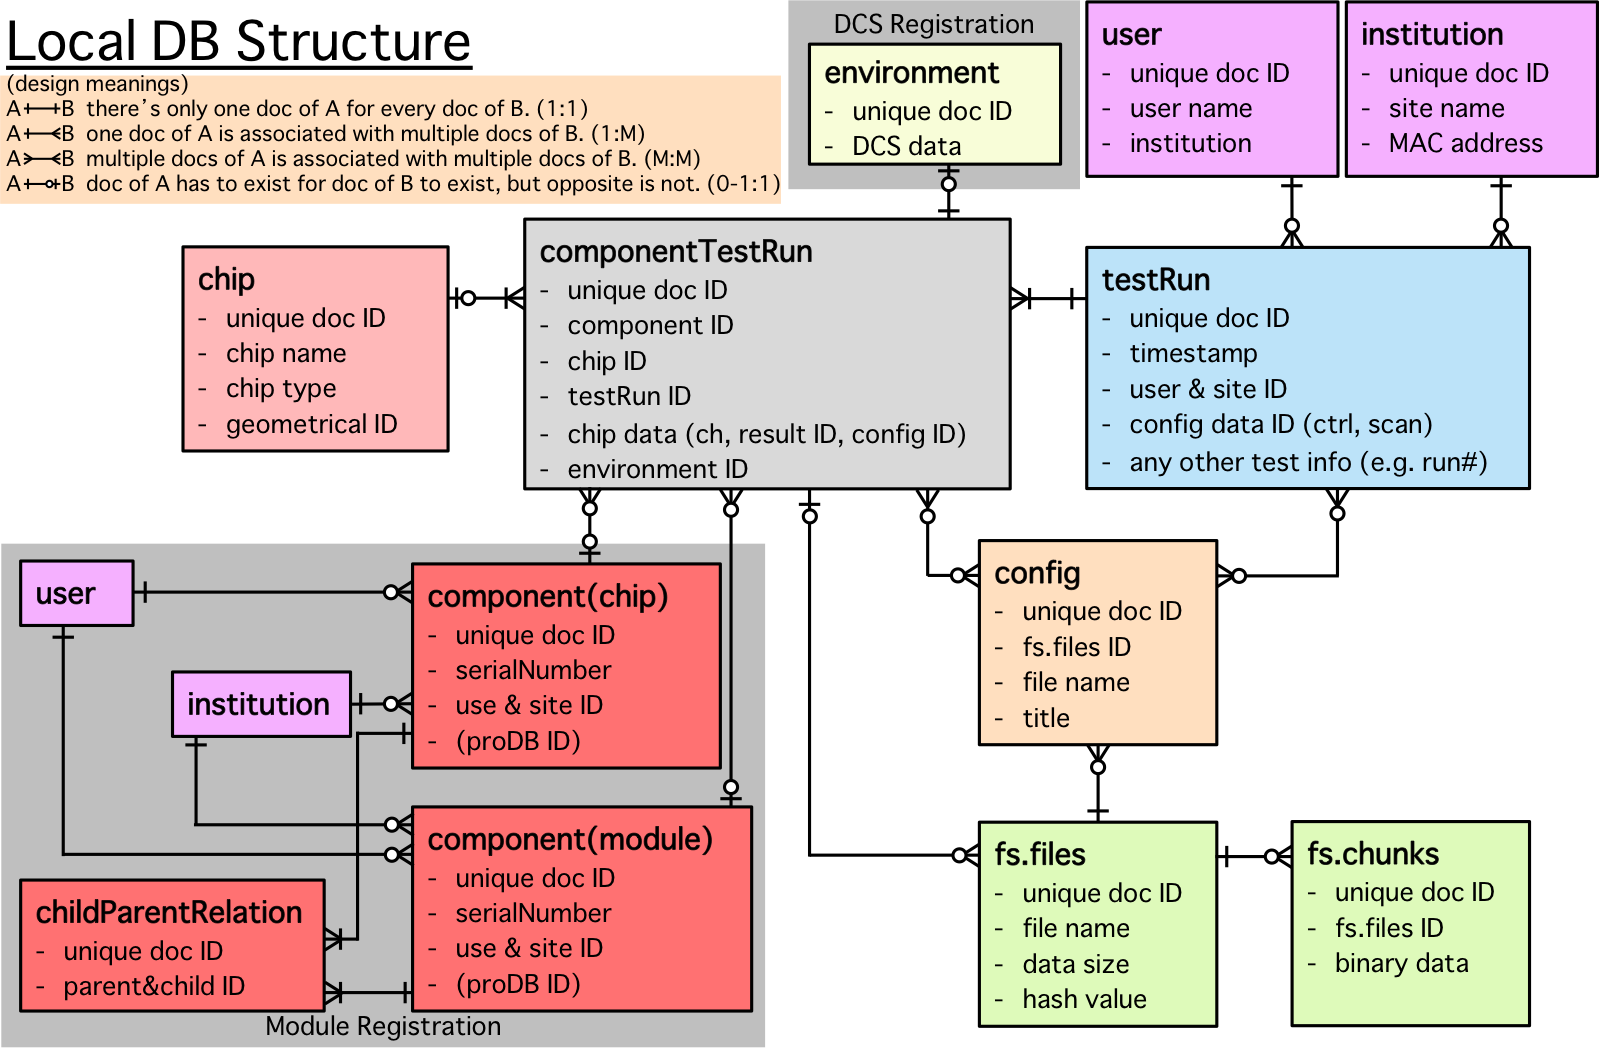 Local DB Structure
(design meanings)
A B there's only one doc of A for every doc of B. (1:1)
A B one doc of A is associated with multiple docs of B. (1:M)
A B multiple docs of A is associated with multiple docs of B. (M:M)
A B doc of A has to exist for doc of B to exist, but opposite is not. (0-1:1)
DCS Registration
environment
- unique doc ID
- DCS data
user
- unique doc ID
- user name
- institution
institution
- unique doc ID
- site name
- MAC address
chip
- unique doc ID
- chip name
- chip type
- geometrical ID
componentTestRun
- unique doc ID
- component ID
- chip ID
- testRun ID
- chip data (ch, result ID, config ID)
- environment ID
testRun
- unique doc ID
- timestamp
- user & site ID
- config data ID (ctrl, scan)
- any other test info (e.g. run#)
user
institution
component(chip)
- unique doc ID
- serialNumber
- use & site ID
- (proDB ID)
component(module)
- unique doc ID
- serialNumber
- use & site ID
- (proDB ID)
childParentRelation
- unique doc ID
- parent&child ID
Module Registration
config
- unique doc ID
- fs.files ID
- file name
- title
fs.files
- unique doc ID
- file name
- data size
- hash value
fs.chunks
- unique doc ID
- fs.files ID
- binary data